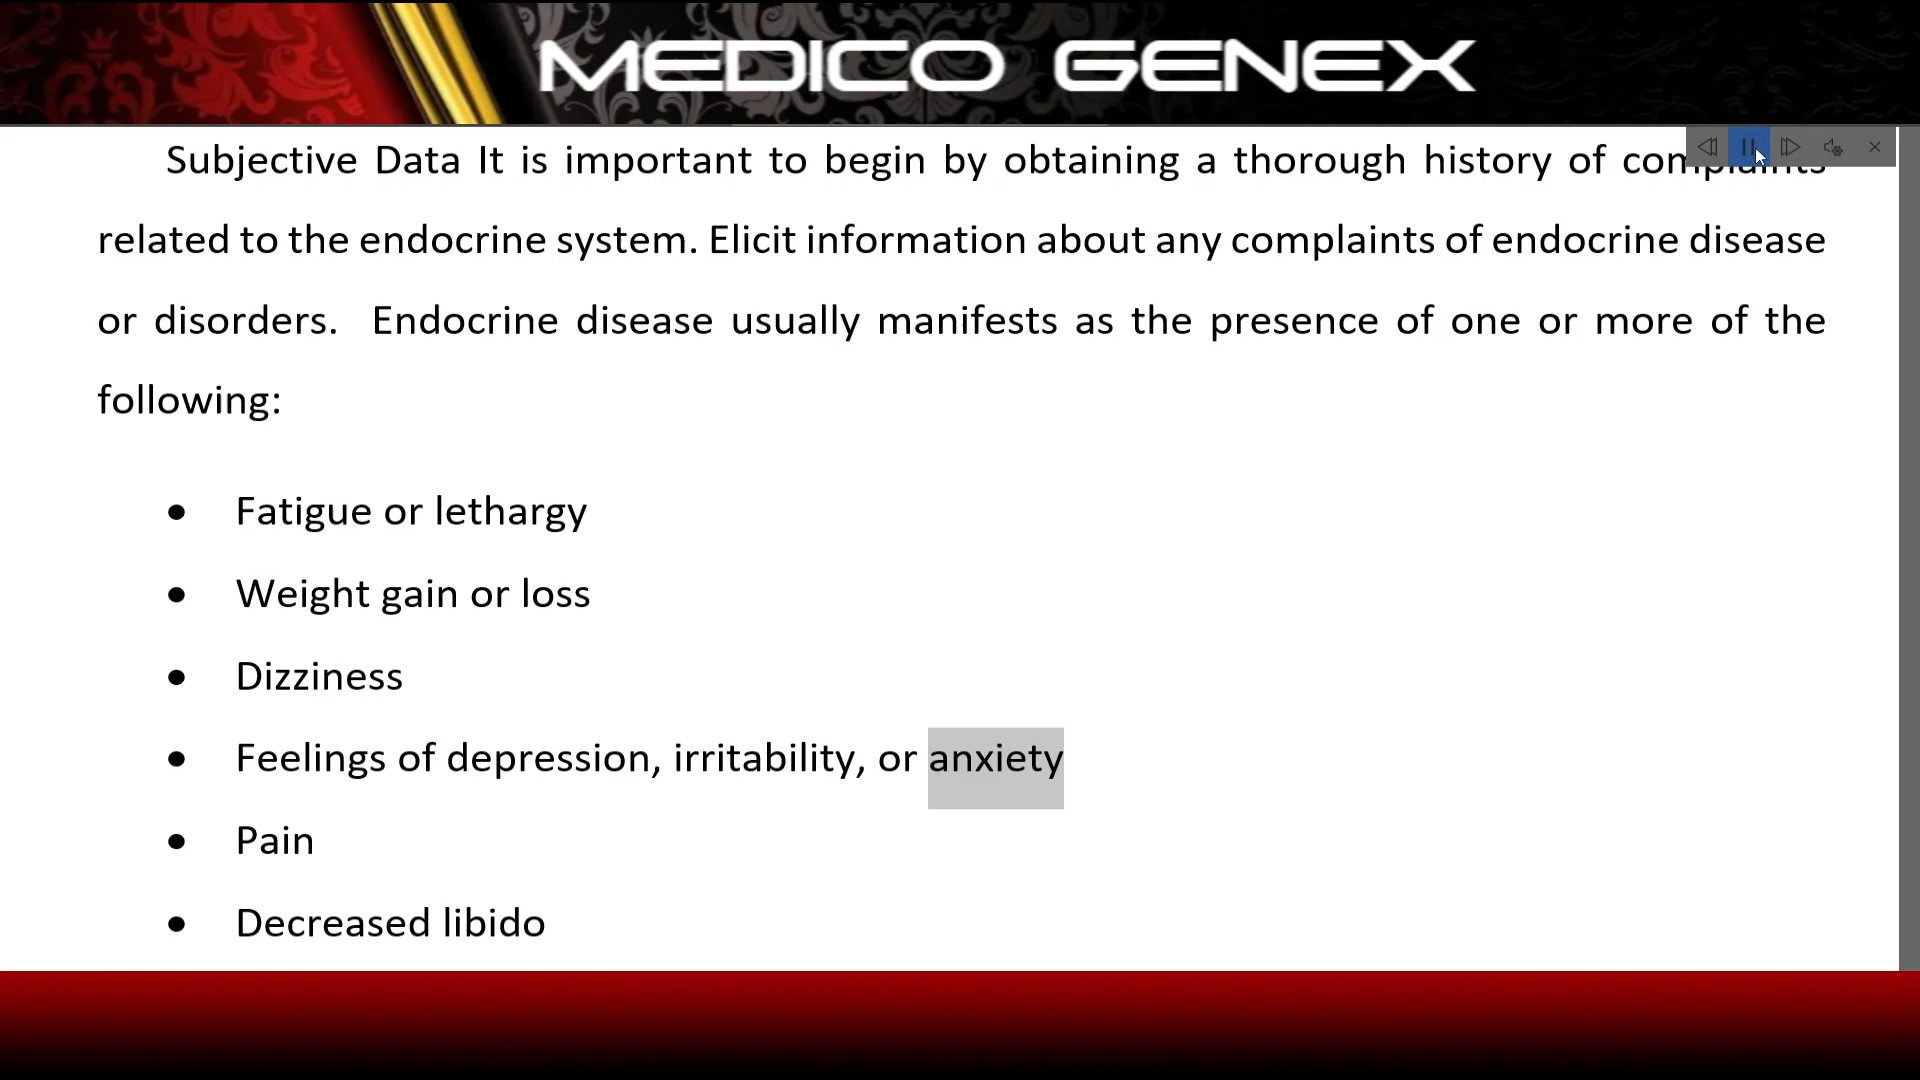 MEDICO GENEX
Subjective Data It is important to begin by obtaining a thorough history of complaints
related to the endocrine system. Elicit information about any complaints of endocrine disease
or disorders. Endocrine disease usually manifests as the presence of one or more of the
following:
• Fatigue or lethargy
• Weight gain or loss
• Dizziness
• Feelings of depression, irritability, or anxiety
• Pain
• Decreased libido